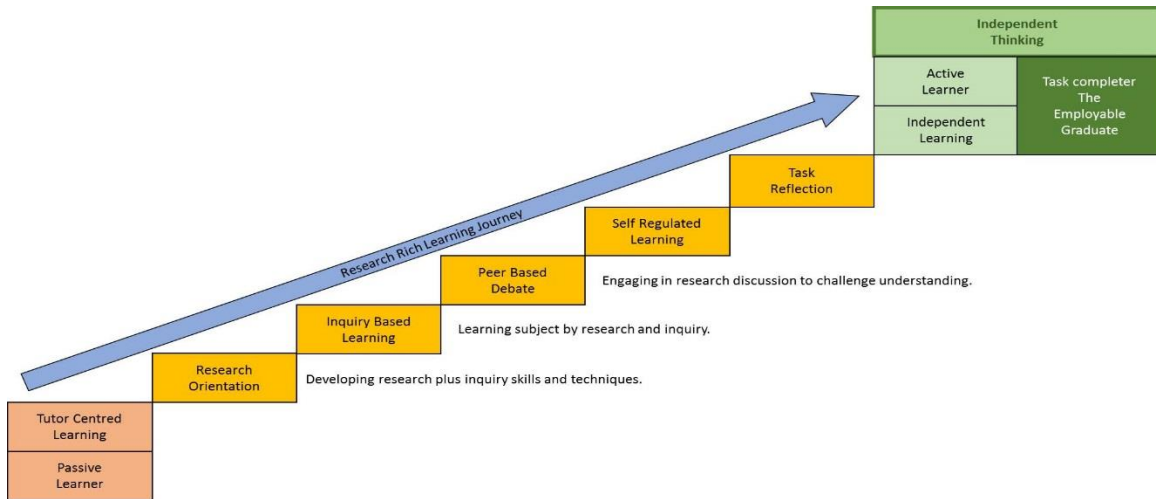 Independent
Thinking
Active
Learner
Task completer
The
Employable
Graduate
Independent
Learning
Task
Reflection
Self Regulated
Learning
Research Rich Learning Journey
Peer Based
Debate
Engaging in research discussion to challenge understanding.
Inquiry Based
Learning
Learning subject by research and inquiry.
Research
Orientation
Developing research plus inquiry skills and techniques.
Tutor Centred
Learning
Passive
Learner